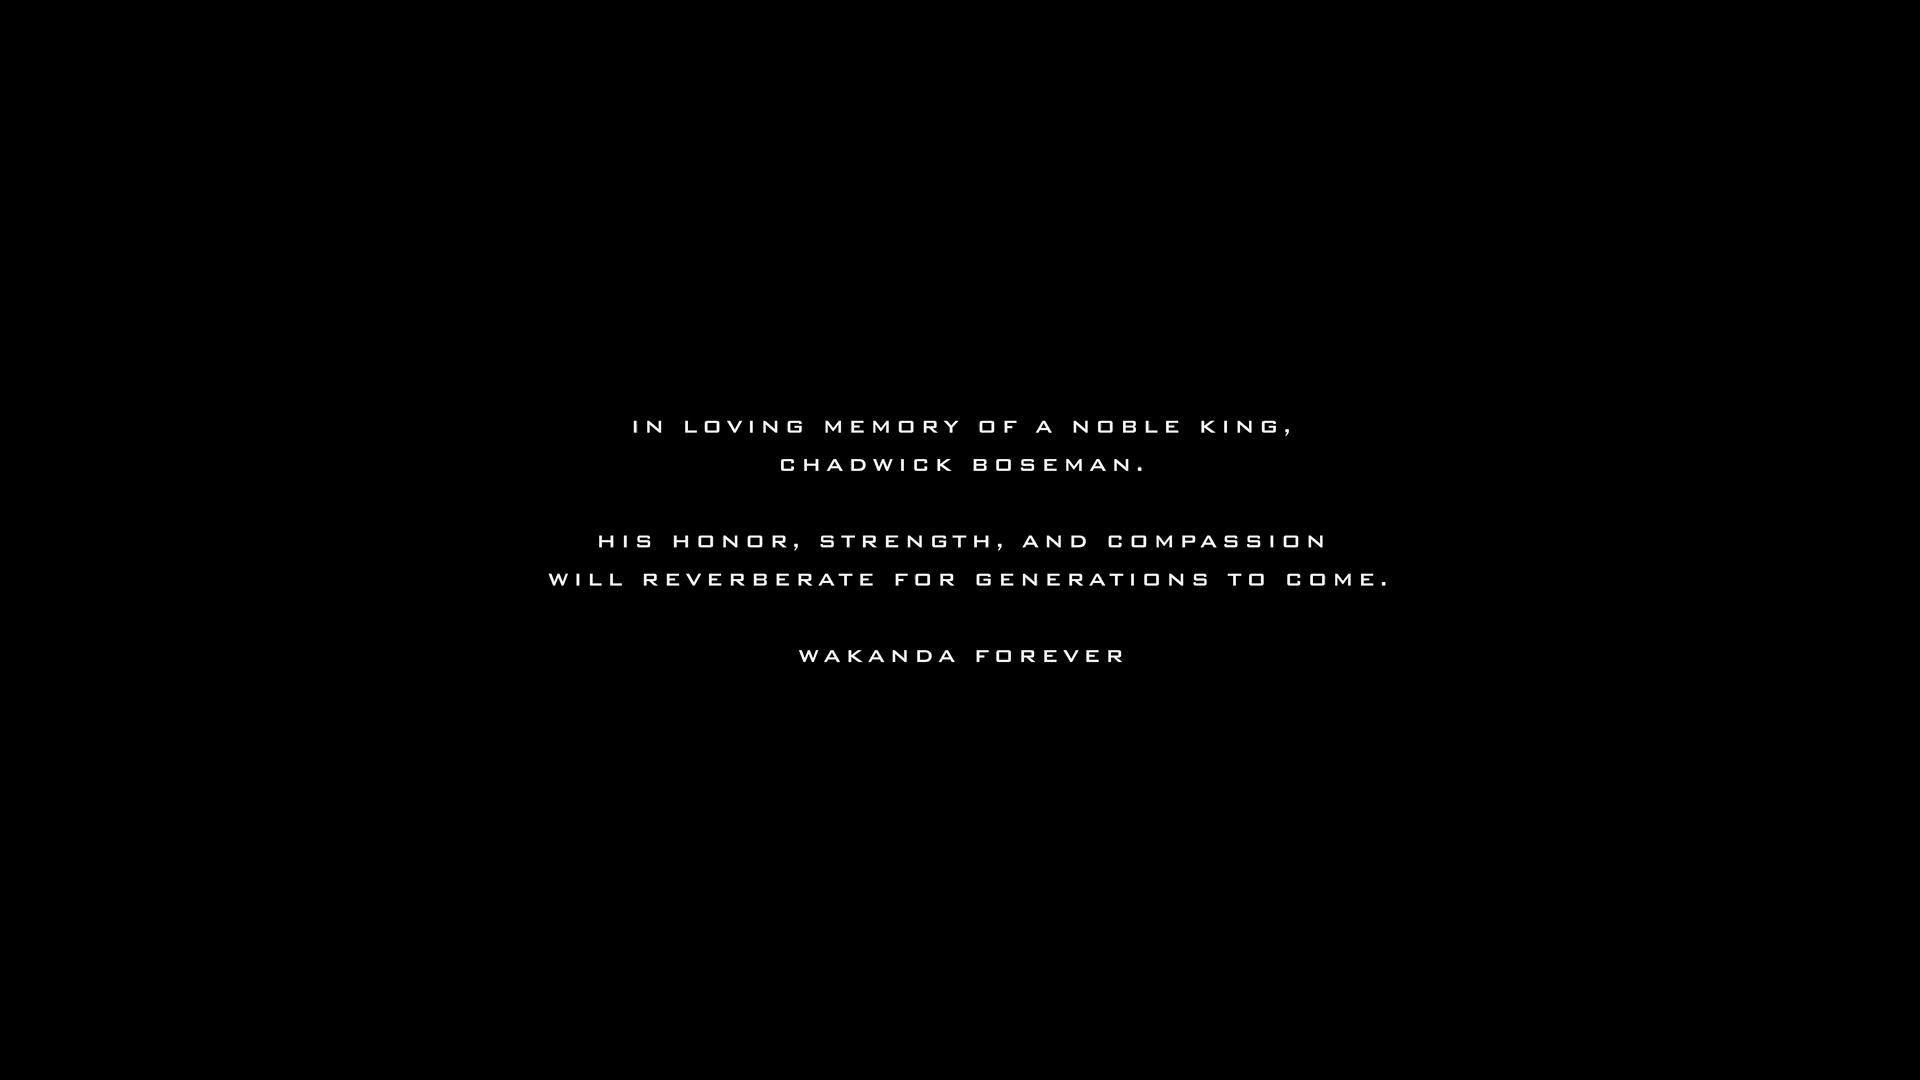 IN LOVING MEMORY OF A NOBLE KING,
CHADWICK BOSEMAN.
HIS HONOR, STRENGTH, AND COMPASSION
WILL REVERBERATE FOR GENERATIONS TO COME.
WAKANDA FOREVER